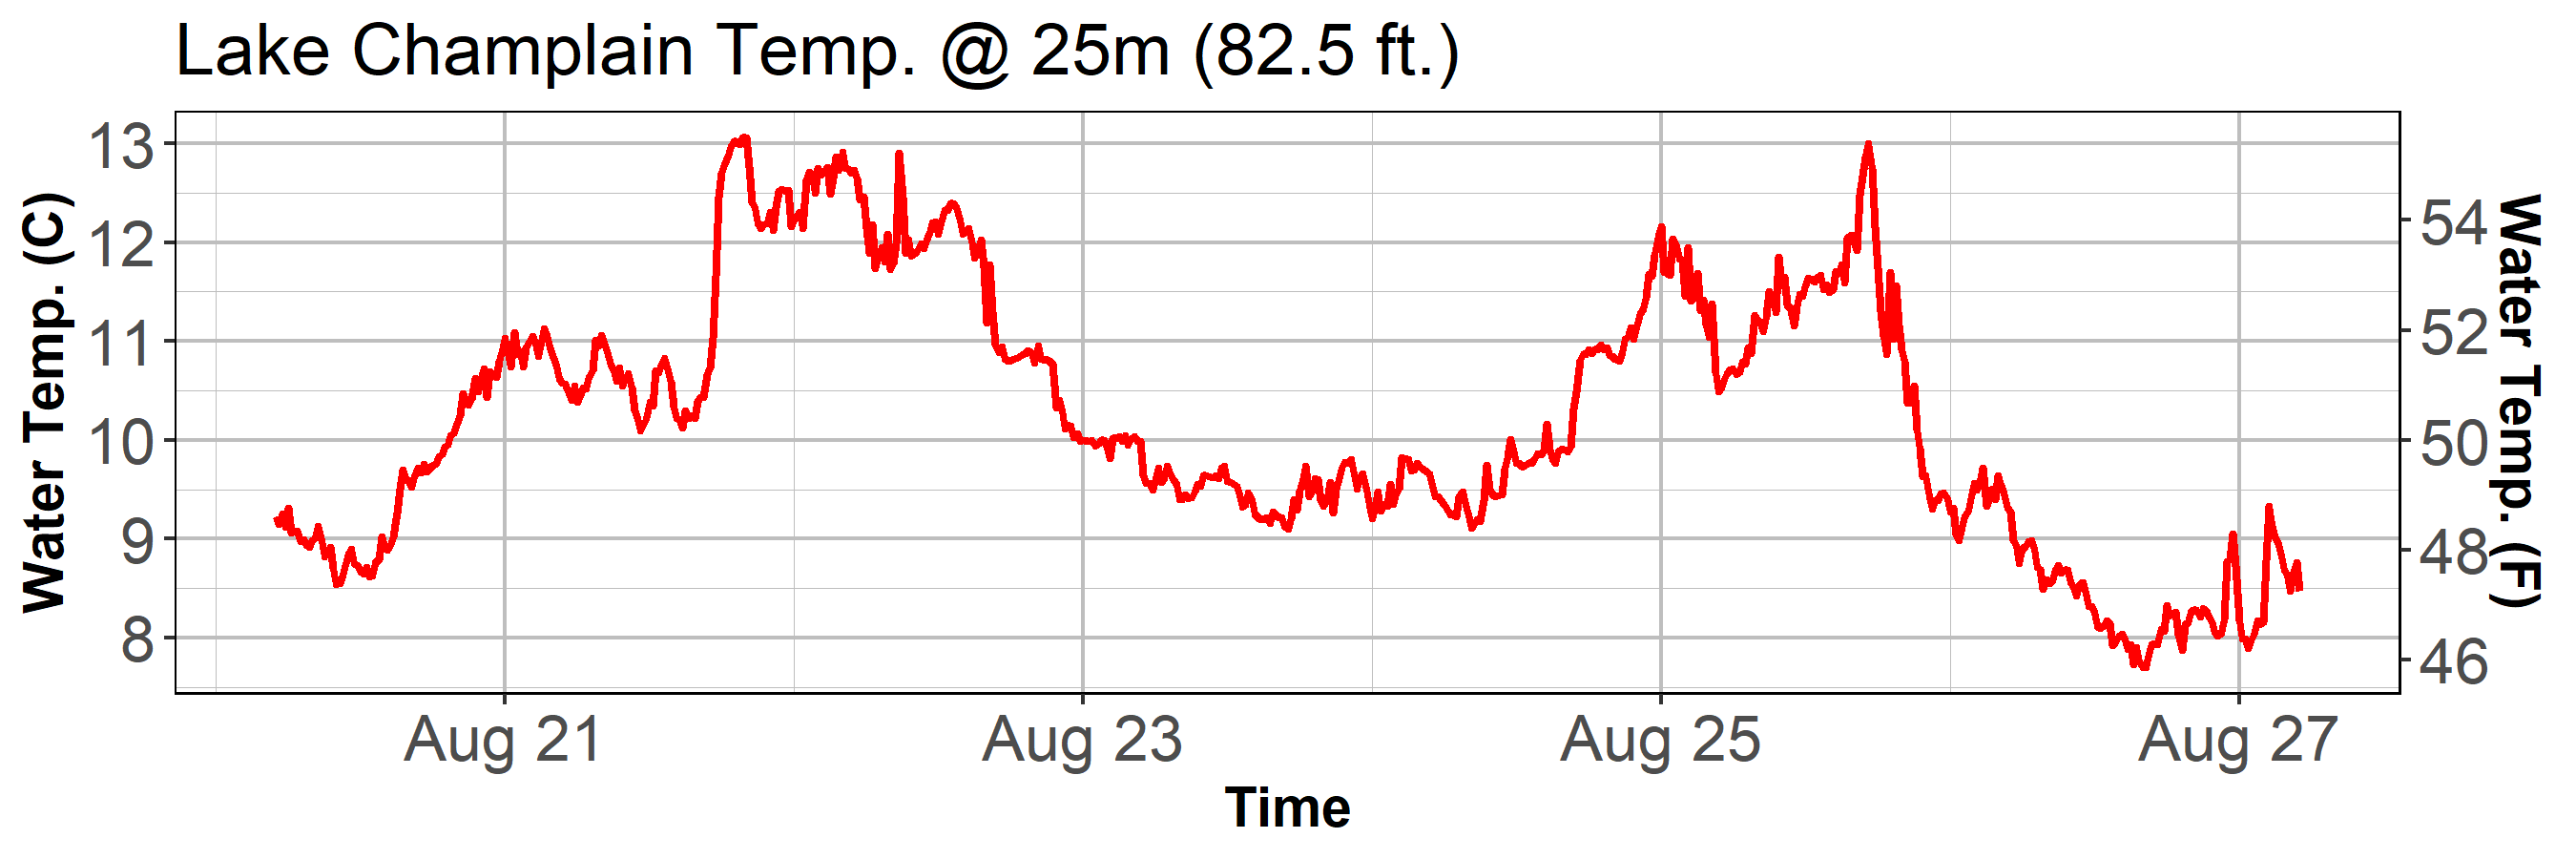 Lake Champlain Temp. @ 25m (82.5 ft.)
Water Temp. (C)
13
12
11
10
9
8
54
52
50
48
46
Water Temp. (F)
Aug 21 Aug 23 Aug 25 Aug 27
Time